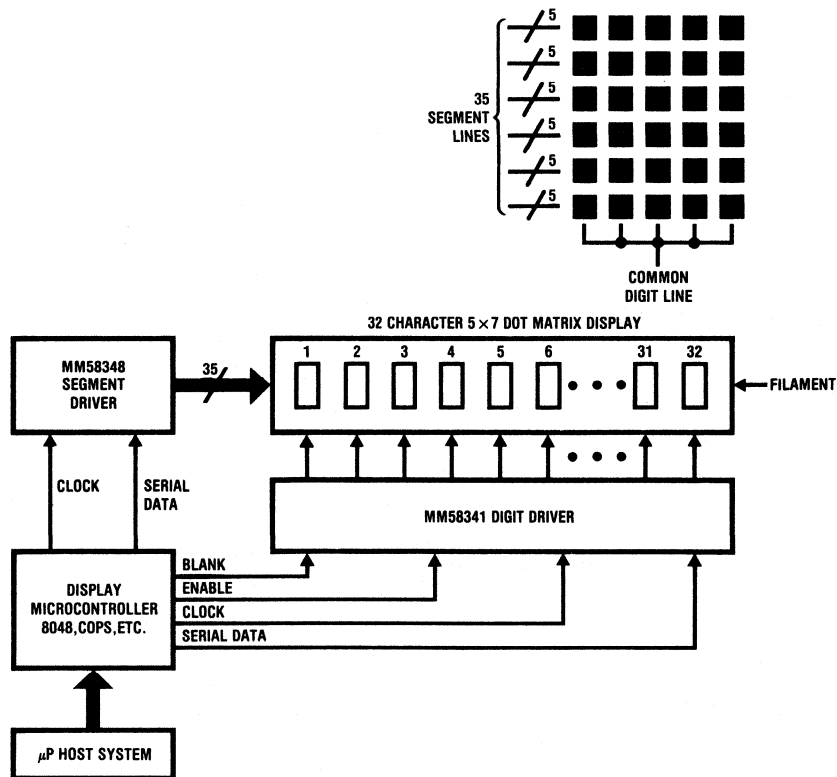 5
5
5
5
5
5
35
SEGMENT
LINES
COMMON
DIGIT LINE
32 CHARACTER 5 × 7 DOT MATRIX DISPLAY
MM58348
SEGMENT
DRIVER
35
1 2 3 4 5 6 31 32
FILAMENT
CLOCK
SERIAL
DATA
MM58341 DIGIT DRIVER
DISPLAY
MICROCONTROLLER
8048,COPS,ETC.
BLANK
ENABLE
CLOCK
SERIAL DATA
μP HOST SYSTEM